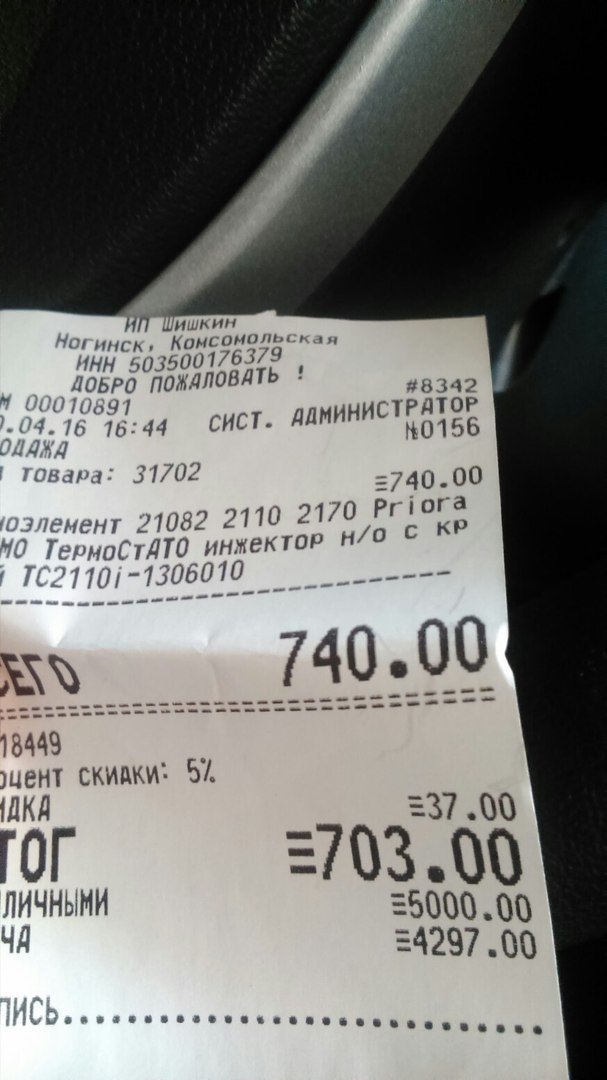 ИП Шишкин
Ногинск, Комсомольская
ИНН 503500176379
ДОБРО ПОЖАЛОВАТЬ !
М 00010891 #8342
.04.16 16:44 СИСТ. АДМИНИСТРАТОР
ОДАЖА №0156
товара: 31702
≡740.00
оэлемент 21082 2110 2170 Priora
МО ТермоСтАТО инжектор н/о с кр
й ТС2110i-1306010
СЕГО 740.00
18449
оцент скидки: 5%
ИДКА ≡37.00
ТОГ ≡703.00
ЛИЧНЫМИ ≡5000.00
ЧА ≡4297.00
ПИСЬ